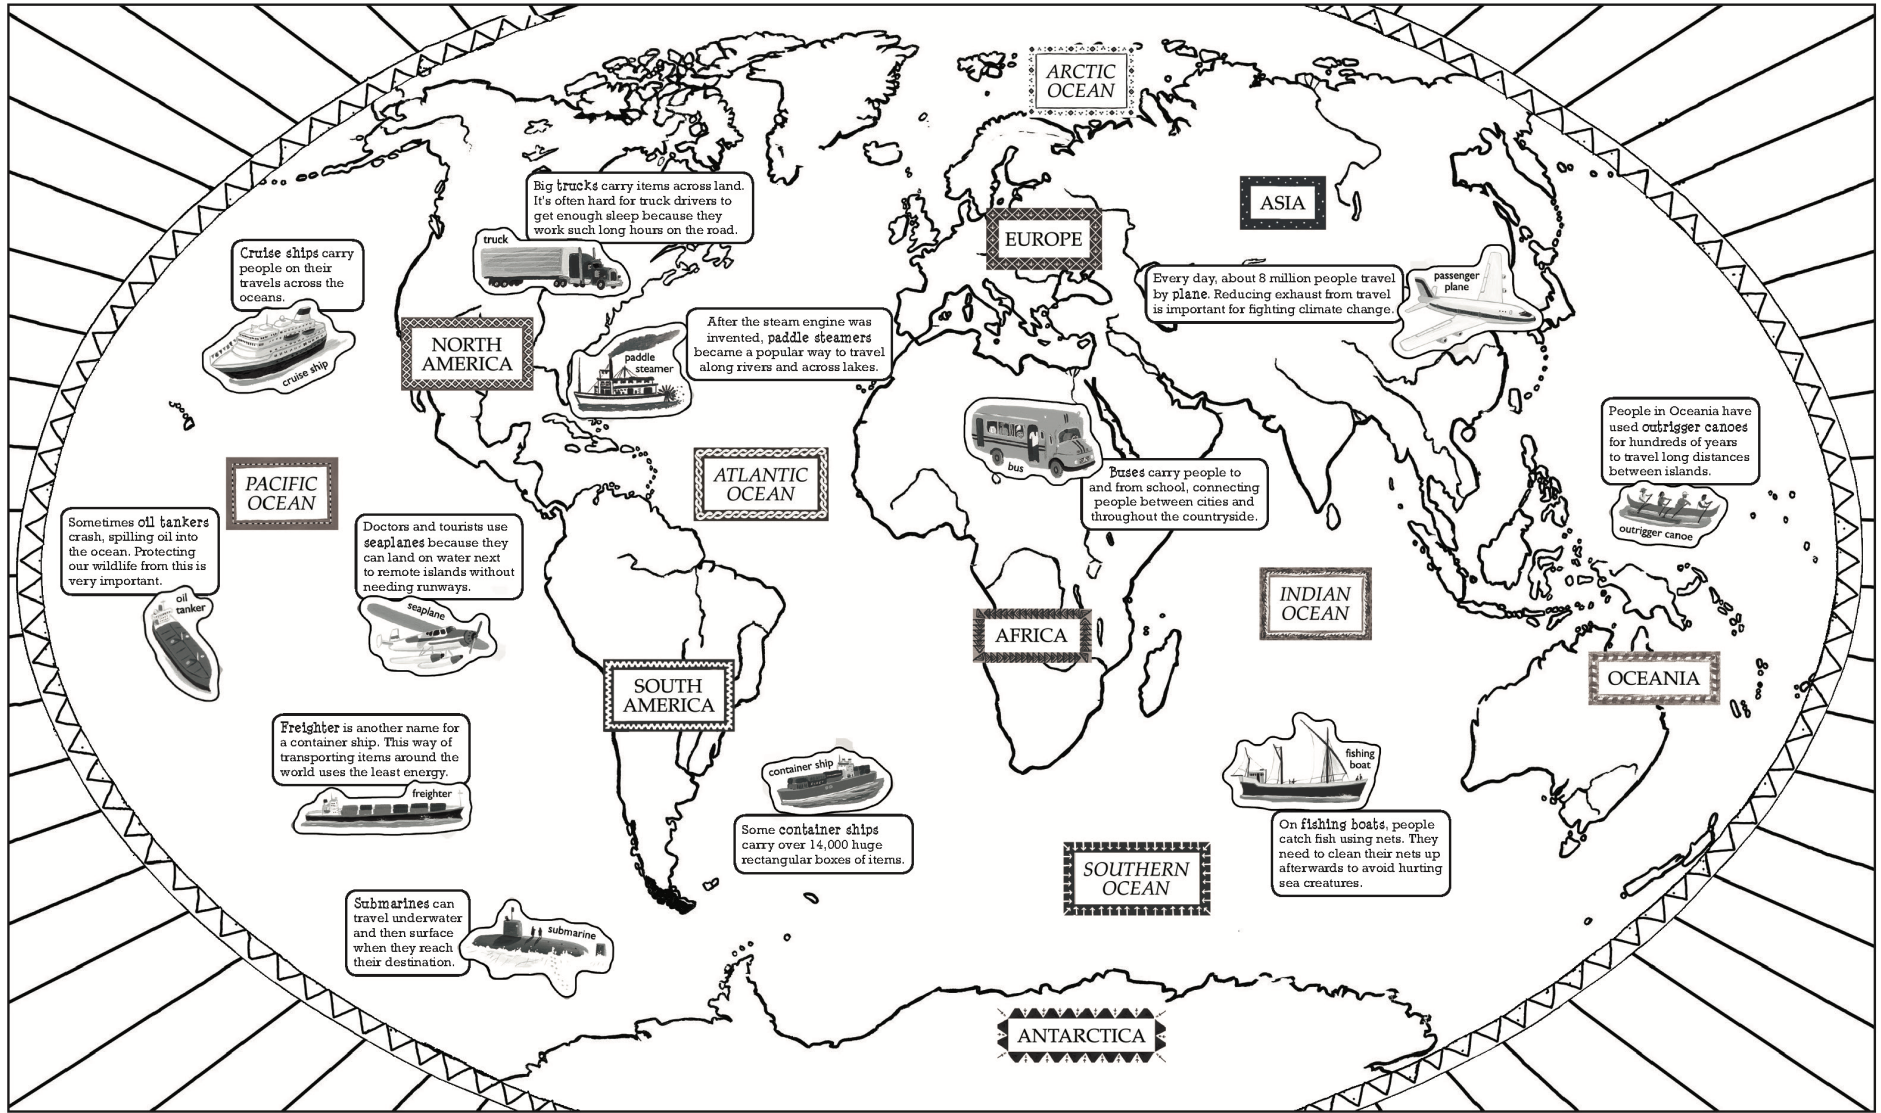 ARCTIC
OCEAN
Big trucks carry items across land.
It's often hard for truck drivers to
get enough sleep because they
work such long hours on the road.
truck
ASIA
EUROPE
Cruise ships carry
people on their
travels across the
oceans.
cruise ship
Every day, about 8 million people travel
by plane. Reducing exhaust from travel
is important for fighting climate change.
passenger
plane
NORTH
AMERICA
After the steam engine was
invented, paddle steamers
became a popular way to travel
along rivers and across lakes.
paddle
steamer
bus
Buses carry people to
and from school, connecting
people between cities and
throughout the countryside.
People in Oceania have
used outrigger canoes
for hundreds of years
to travel long distances
between islands.
outrigger canoe
PACIFIC
OCEAN
ATLANTIC
OCEAN
Sometimes oil tankers
crash, spilling oil into
the ocean. Protecting
our wildlife from this is
very important.
oil
tanker
Doctors and tourists use
seaplanes because they
can land on water next
to remote islands without
needing runways.
seaplane
INDIAN
OCEAN
AFRICA
SOUTH
AMERICA
OCEANIA
Freighter is another name for
a container ship. This way of
transporting items around the
world uses the least energy.
freighter
container ship
Some container ships
carry over 14,000 huge
rectangular boxes of items.
fishing
boat
On fishing boats, people
catch fish using nets. They
need to clean their nets up
afterwards to avoid hurting
sea creatures.
SOUTHERN
OCEAN
Submarines can
travel underwater
and then surface
when they reach
their destination.
submarine
ANTARCTICA